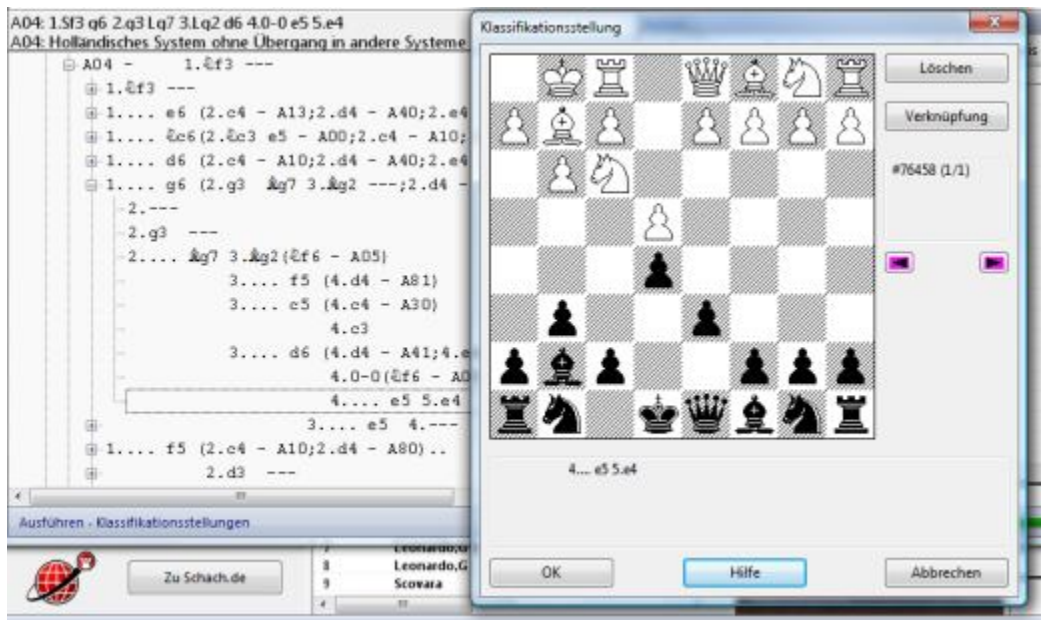 A04: 1.Sf3 g6 2.g3 Lg7 3.Lg2 d6 4.0-0 e5 5.e4
A04: Holländisches System ohne Übergang in andere Systeme
A04 - 1.♘f3 ---
1.♘f3 ---
1.... e6 (2.c4 - A13;2.d4 - A40;2.e4
1.... ♘c6(2.♘c3 e5 - A00;2.c4 - A10;
1.... d6 (2.c4 - A10;2.d4 - A40;2.e4
1.... g6 (2.g3 ♗g7 3.♗g2 ---;2.d4 -
2.---
2.g3 ---
2.... ♗g7 3.♗g2(♘f6 - A05)
3.... f5 (4.d4 - A81)
3.... c5 (4.c4 - A30)
4.c3
3.... d6 (4.d4 - A41;4.e
4.0-0(♘f6 - A0
4.... e5 5.e4
3.... e5 4.---
1.... f5 (2.c4 - A10;2.d4 - A80)..
2.d3 ---
Ausführen - Klassifikationsstellungen
Zu Schach.de
7 Leonardo,G
8 Leonardo,G
9 Scovara
Klassifikationsstellung
Löschen
Verknüpfung
#76458 (1/1)
4.... e5 5.e4
OK
Hilfe
Abbrechen